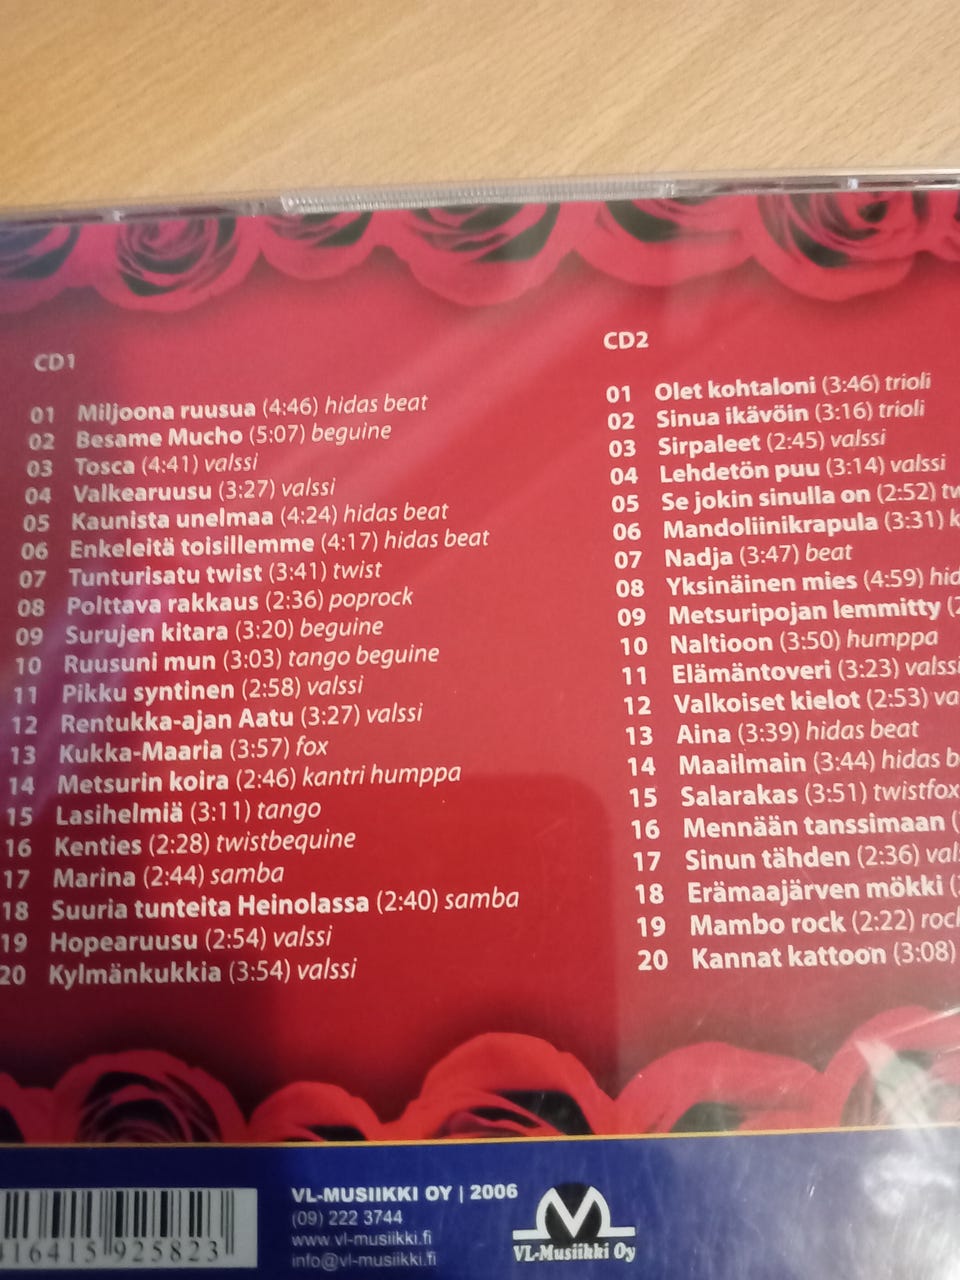 CD1
01 Miljoona ruusua (4:46) hidas beat
02 Besame Mucho (5:07) beguine
03 Tosca (4:41) valssi
04 Valkearuusu (3:27) valssi
05 Kaunista unelmaa (4:24) hidas beat
06 Enkeleitä toisillemme (4:17) hidas beat
07 Tunturisatu twist (3:41) twist
08 Polttava rakkaus (2:36) poprock
09 Surujen kitara (3:20) beguine
10 Ruusuni mun (3:03) tango beguine
11 Pikku syntinen (2:58) valssi
12 Rentukka-ajan Aatu (3:27) valssi
13 Kukka-Maaria (3:57) fox
14 Metsurin koira (2:46) kantri humppa
15 Lasihelmiä (3:11) tango
16 Kenties (2:28) twistbequine
17 Marina (2:44) samba
18 Suuria tunteita Heinolassa (2:40) samba
19 Hopearuusu (2:54) valssi
20 Kylmänkukkia (3:54) valssi
CD2
01 Olet kohtaloni (3:46) trioli
02 Sinua ikävöin (3:16) trioli
03 Sirpaleet (2:45) valssi
04 Lehdetön puu (3:14) valssi
05 Se jokin sinulla on (2:52) tw
06 Mandoliinikrapula (3:31) k
07 Nadja (3:47) beat
08 Yksinäinen mies (4:59) hid
09 Metsuripojan lemmitty (2
10 Naltioon (3:50) humppa
11 Elämäntoveri (3:23) valssi
12 Valkoiset kielot (2:53) va
13 Aina (3:39) hidas beat
14 Maailmain (3:44) hidas b
15 Salarakas (3:51) twistfox
16 Mennään tanssimaan (
17 Sinun tähden (2:36) val
18 Erämaajärven mökki (
19 Mambo rock (2:22) rock
20 Kannat kattoon (3:08)
416415 925823
VL-MUSIIKKI OY | 2006
(09) 222 3744
www.vl-musiikki.fi
info@vl-musiikki.fi
VL-Musiikki Oy